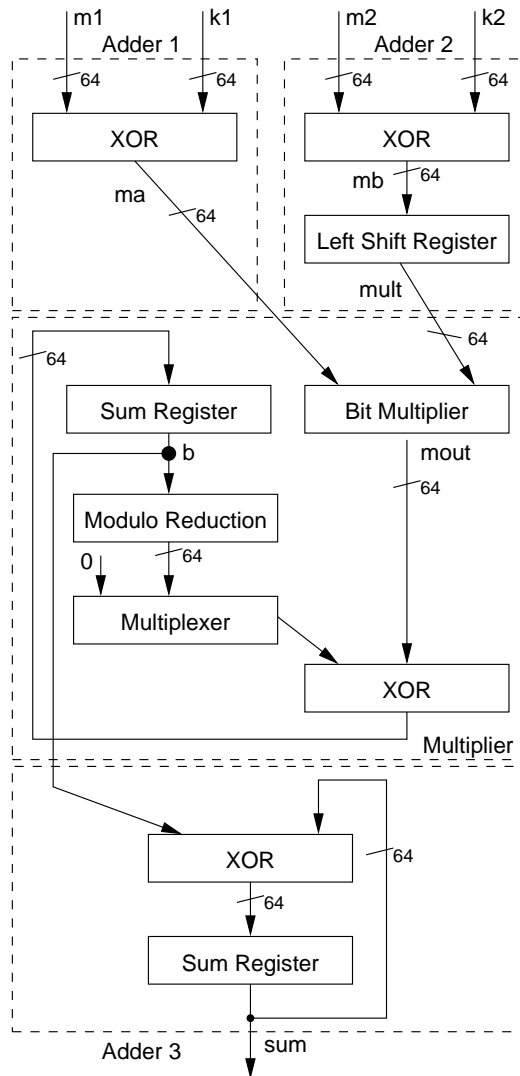 m1 k1 m2 k2
Adder 1 Adder 2
64 64 64 64
XOR XOR
ma 64 mb 64
Left Shift Register
mult
64 64
Sum Register Bit Multiplier
b mout
64
Modulo Reduction
0 64
Multiplexer
XOR
Multiplier
XOR 64
64
Sum Register
Adder 3 sum